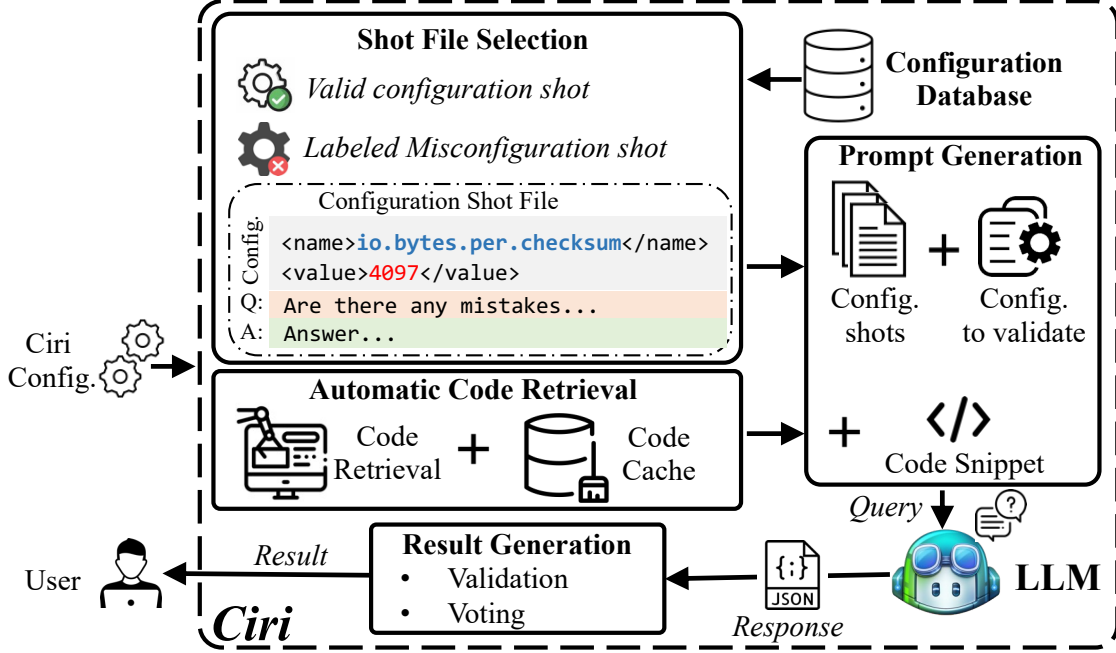 Shot File Selection
Valid configuration shot
Labeled Misconfiguration shot
Configuration Shot File
Config.
<name>io.bytes.per.checksum</name>
<value>4097</value>
Q: Are there any mistakes...
A: Answer...
Configuration
Database
Prompt Generation
Config.
shots
Config.
to validate
Code Snippet
Ciri
Config.
Automatic Code Retrieval
Code
Retrieval
Code
Cache
Query
LLM
{;}
JSON
Response
Result Generation
• Validation
• Voting
Result
User
Ciri